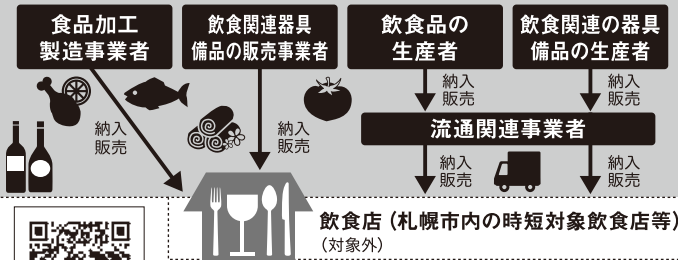 食品加工
製造事業者
飲食関連器具
備品の販売事業者
飲食品の
生産者
飲食関連の器具
備品の生産者
納入
販売
納入
販売
流通関連事業者
納入
販売
納入
販売
納入
販売
納入
販売
飲食店（札幌市内の時短対象飲食店等）
（対象外）